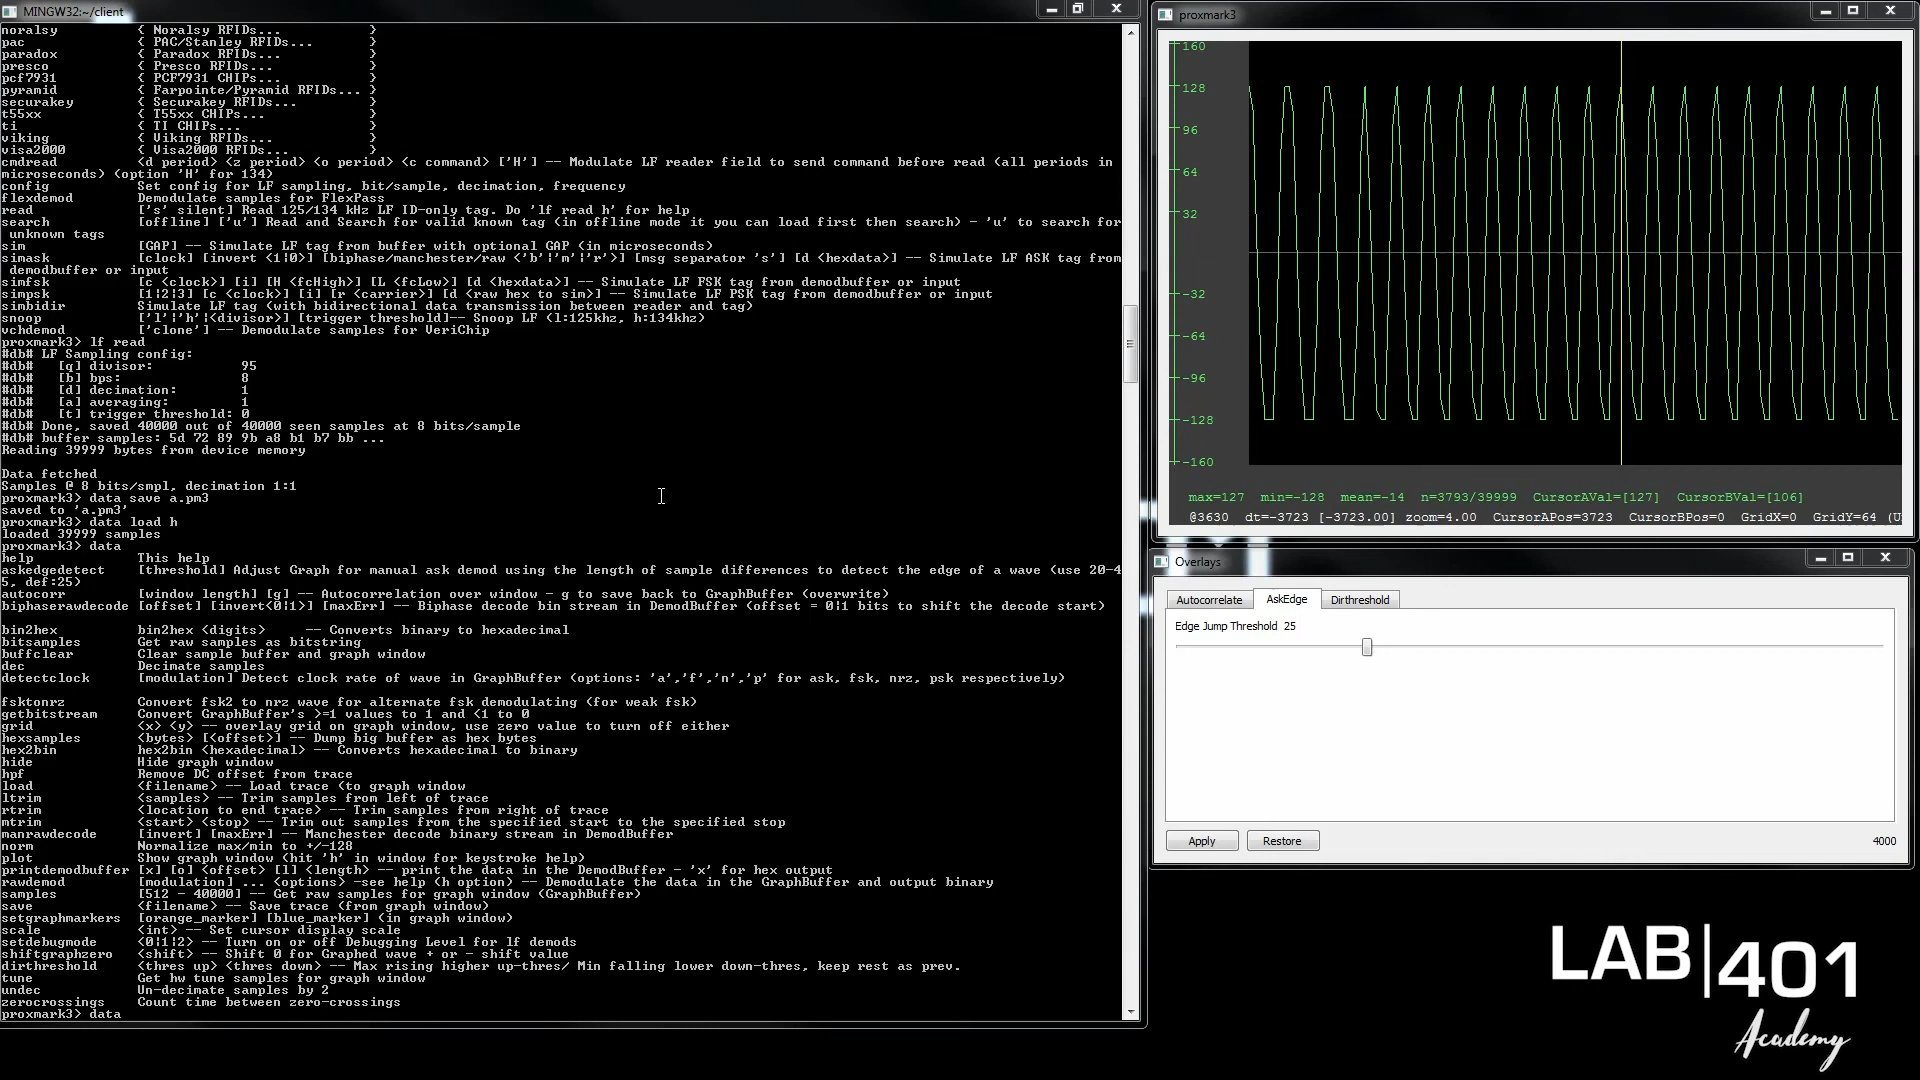 MINGW32:~/client
noralsy          { Noralsy RFIDs...           }
pac              { PAC/Stanley RFIDs...       }
paradox          { Paradox RFIDs...           }
presco           { Presco RFIDs...            }
pcf7931          { PCF7931 CHIPs...           }
pyramid          { Farpointe/Pyramid RFIDs... }
securakey        { Securakey RFIDs...         }
t55xx            { T55xx CHIPs...             }
ti               { TI CHIPs...                }
viking           { Viking RFIDs...            }
visa2000         { Visa2000 RFIDs...          }
cmdread          <d period> <z period> <o period> <c command> ['H'] -- Modulate LF reader field to send command before read (all periods in
microseconds) (option 'H' for 134)
config           Set config for LF sampling, bit/sample, decimation, frequency
flexdemod        Demodulate samples for FlexPass
read             ['s' silent] Read 125/134 kHz LF ID-only tag. Do 'lf read h' for help
search           [offline] ['u'] Read and Search for valid known tag (in offline mode it you can load first then search) - 'u' to search for
unknown tags
sim              [GAP] -- Simulate LF tag from buffer with optional GAP (in microseconds)
simask           [clock] [invert <1|0>] [biphase/manchester/raw <'b'|'m'|'r'>] [msg separator 's'] [d <hexdata>] -- Simulate LF ASK tag from
demodbuffer or input
simfsk           [c <clock>] [i] [H <fcHigh>] [L <fcLow>] [d <hexdata>] -- Simulate LF FSK tag from demodbuffer or input
simpsk           [1|2|3] [c <clock>] [i] [r <carrier>] [d <raw hex to sim>] -- Simulate LF PSK tag from demodbuffer or input
simbidir         Simulate LF tag (with bidirectional data transmission between reader and tag)
snoop            ['l'|'h'|<divisor>] [trigger threshold]-- Snoop LF (l:125khz, h:134khz)
vchdemod         ['clone'] -- Demodulate samples for VeriChip
proxmark3> lf read
#db# LF Sampling config:
#db#   [q] divisor:           95
#db#   [b] bps:               8
#db#   [d] decimation:        1
#db#   [a] averaging:         1
#db#   [t] trigger threshold: 0
#db# Done, saved 40000 out of 40000 seen samples at 8 bits/sample
#db# buffer samples: 5d 72 89 9b a8 b1 b7 bb ...
Reading 39999 bytes from device memory
Data fetched
Samples @ 8 bits/smpl, decimation 1:1
proxmark3> data save a.pm3
saved to 'a.pm3'
proxmark3> data load h
loaded 39999 samples
proxmark3> data
help             This help
askedgedetect    [threshold] Adjust Graph for manual ask demod using the length of sample differences to detect the edge of a wave (use 20-4
5, def:25)
autocorr         [window length] [g] -- Autocorrelation over window - g to save back to GraphBuffer (overwrite)
biphaserawdecode [offset] [invert<0|1>] [maxErr] -- Biphase decode bin stream in DemodBuffer (offset = 0|1 bits to shift the decode start)
bin2hex          bin2hex <digits>     -- Converts binary to hexadecimal
bitsamples       Get raw samples as bitstring
buffclear        Clear sample buffer and graph window
dec              Decimate samples
detectclock      [modulation] Detect clock rate of wave in GraphBuffer (options: 'a','f','n','p' for ask, fsk, nrz, psk respectively)
fsktonrz         Convert fsk2 to nrz wave for alternate fsk demodulating (for weak fsk)
getbitstream     Convert GraphBuffer's >=1 values to 1 and <1 to 0
grid             <x> <y> -- overlay grid on graph window, use zero value to turn off either
hexsamples       <bytes> [<offset>] -- Dump big buffer as hex bytes
hex2bin          hex2bin <hexadecimal> -- Converts hexadecimal to binary
hide             Hide graph window
hpf              Remove DC offset from trace
load             <filename> -- Load trace (to graph window
ltrim            <samples> -- Trim samples from left of trace
rtrim            <location to end trace> -- Trim samples from right of trace
mtrim            <start> <stop> -- Trim out samples from the specified start to the specified stop
manrawdecode     [invert] [maxErr] -- Manchester decode binary stream in DemodBuffer
norm             Normalize max/min to +/-128
plot             Show graph window (hit 'h' in window for keystroke help)
printdemodbuffer [x] [o] <offset> [l] <length> -- print the data in the DemodBuffer - 'x' for hex output
rawdemod         [modulation] ... <options> -see help (h option) -- Demodulate the data in the GraphBuffer and output binary
samples          [512 - 40000] -- Get raw samples for graph window (GraphBuffer)
save             <filename> -- Save trace (from graph window)
setgraphmarkers  [orange_marker] [blue_marker] (in graph window)
scale            <int> -- Set cursor display scale
setdebugmode     <0|1|2> -- Turn on or off Debugging Level for lf demods
shiftgraphzero   <shift> -- Shift 0 for Graphed wave + or - shift value
dirthreshold     <thres up> <thres down> -- Max rising higher up-thres/ Min falling lower down-thres, keep rest as prev.
tune             Get hw tune samples for graph window
undec            Un-decimate samples by 2
zerocrossings    Count time between zero-crossings
proxmark3> data
proxmark3
160
128
96
64
32
-32
-64
-96
-128
-160
max=127  min=-128  mean=-14  n=3793/39999  CursorAVal=[127]  CursorBVal=[106]
@3630  dt=-3723 [-3723.00] zoom=4.00  CursorAPos=3723  CursorBPos=0  GridX=0  GridY=64 (U
Overlays
Autocorrelate  AskEdge  Dirthreshold
Edge Jump Threshold  25
Apply  Restore  4000
LAB|401
Academy